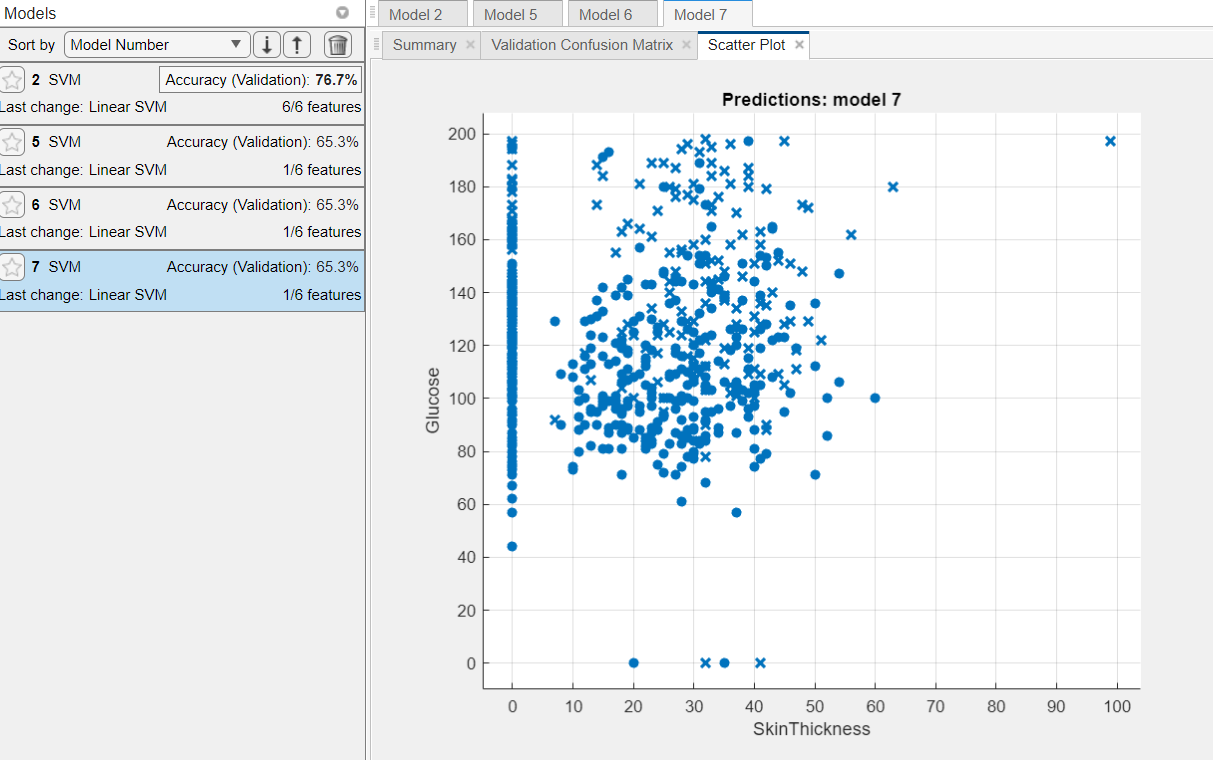 Models
Sort by Model Number
2 SVM Accuracy (Validation): 76.7%
Last change: Linear SVM 6/6 features
5 SVM Accuracy (Validation): 65.3%
Last change: Linear SVM 1/6 features
6 SVM Accuracy (Validation): 65.3%
Last change: Linear SVM 1/6 features
7 SVM Accuracy (Validation): 65.3%
Last change: Linear SVM 1/6 features
Model 2 Model 5 Model 6 Model 7
Summary Validation Confusion Matrix Scatter Plot
Predictions: model 7
200
180
160
140
120
100
80
60
40
20
0
Glucose
0 10 20 30 40 50 60 70 80 90 100
SkinThickness